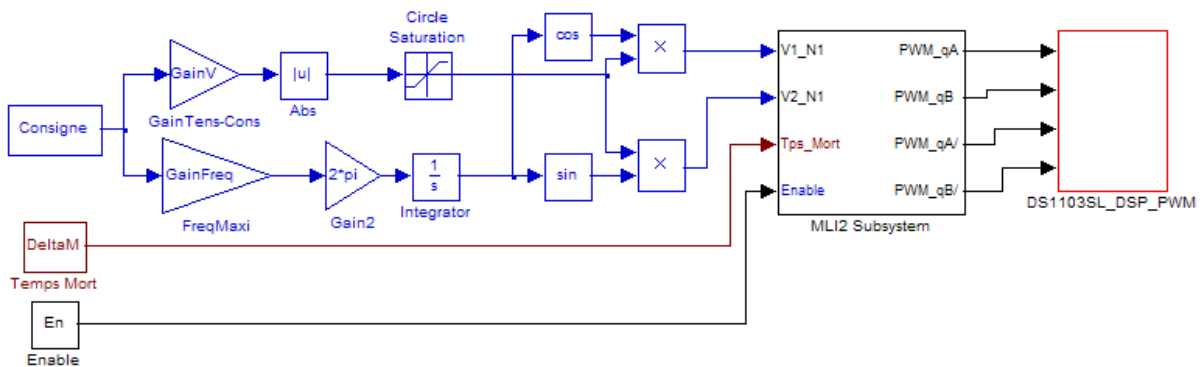 Circle
Saturation
cos
×
GainV
|u|
GainTens-Cons
Abs
V1_N1
PWM_qA
V2_N1
PWM_qB
Consigne
Tps_Mort
PWM_qA/
×
GainFreq
2*pi
1
s
sin
Enable
PWM_qB/
Integrator
FreqMaxi
Gain2
MLI2 Subsystem
DS1103SL_DSP_PWM
DeltaM
Temps Mort
En
Enable